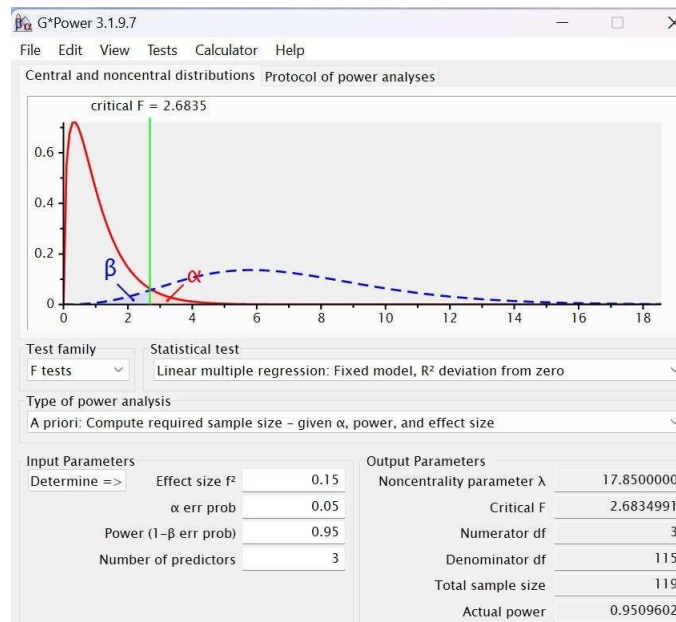 G*Power 3.1.9.7
File Edit View Tests Calculator Help
Central and noncentral distributions Protocol of power analyses
critical F = 2.6835
0.6
0.4
0.2
0
β
α
0 2 4 6 8 10 12 14 16 18
Test family Statistical test
F tests Linear multiple regression: Fixed model, R² deviation from zero
Type of power analysis
A priori: Compute required sample size – given α, power, and effect size
Input Parameters Output Parameters
Determine => Effect size f² 0.15 Noncentrality parameter λ 17.8500000
α err prob 0.05 Critical F 2.6834991
Power (1-β err prob) 0.95 Numerator df 3
Number of predictors 3 Denominator df 115
Total sample size 119
Actual power 0.9509602